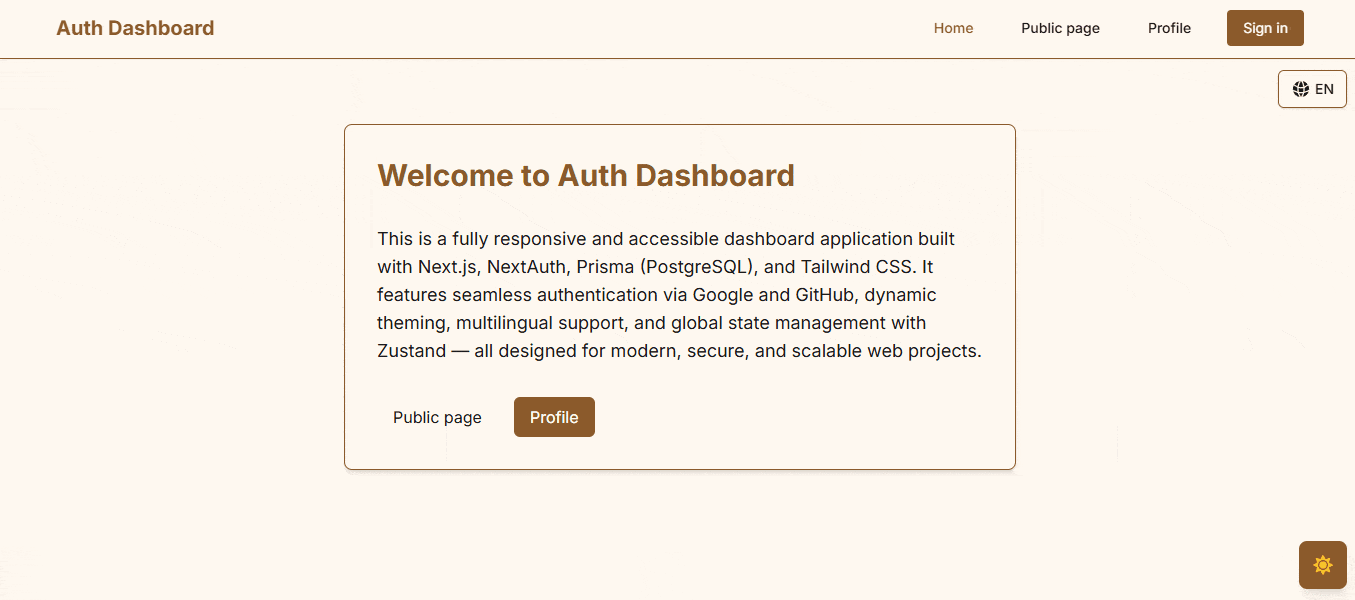 Auth Dashboard
Home
Public page
Profile
Sign in
EN
Welcome to Auth Dashboard
This is a fully responsive and accessible dashboard application built
with Next.js, NextAuth, Prisma (PostgreSQL), and Tailwind CSS. It
features seamless authentication via Google and GitHub, dynamic
theming, multilingual support, and global state management with
Zustand — all designed for modern, secure, and scalable web projects.
Public page
Profile